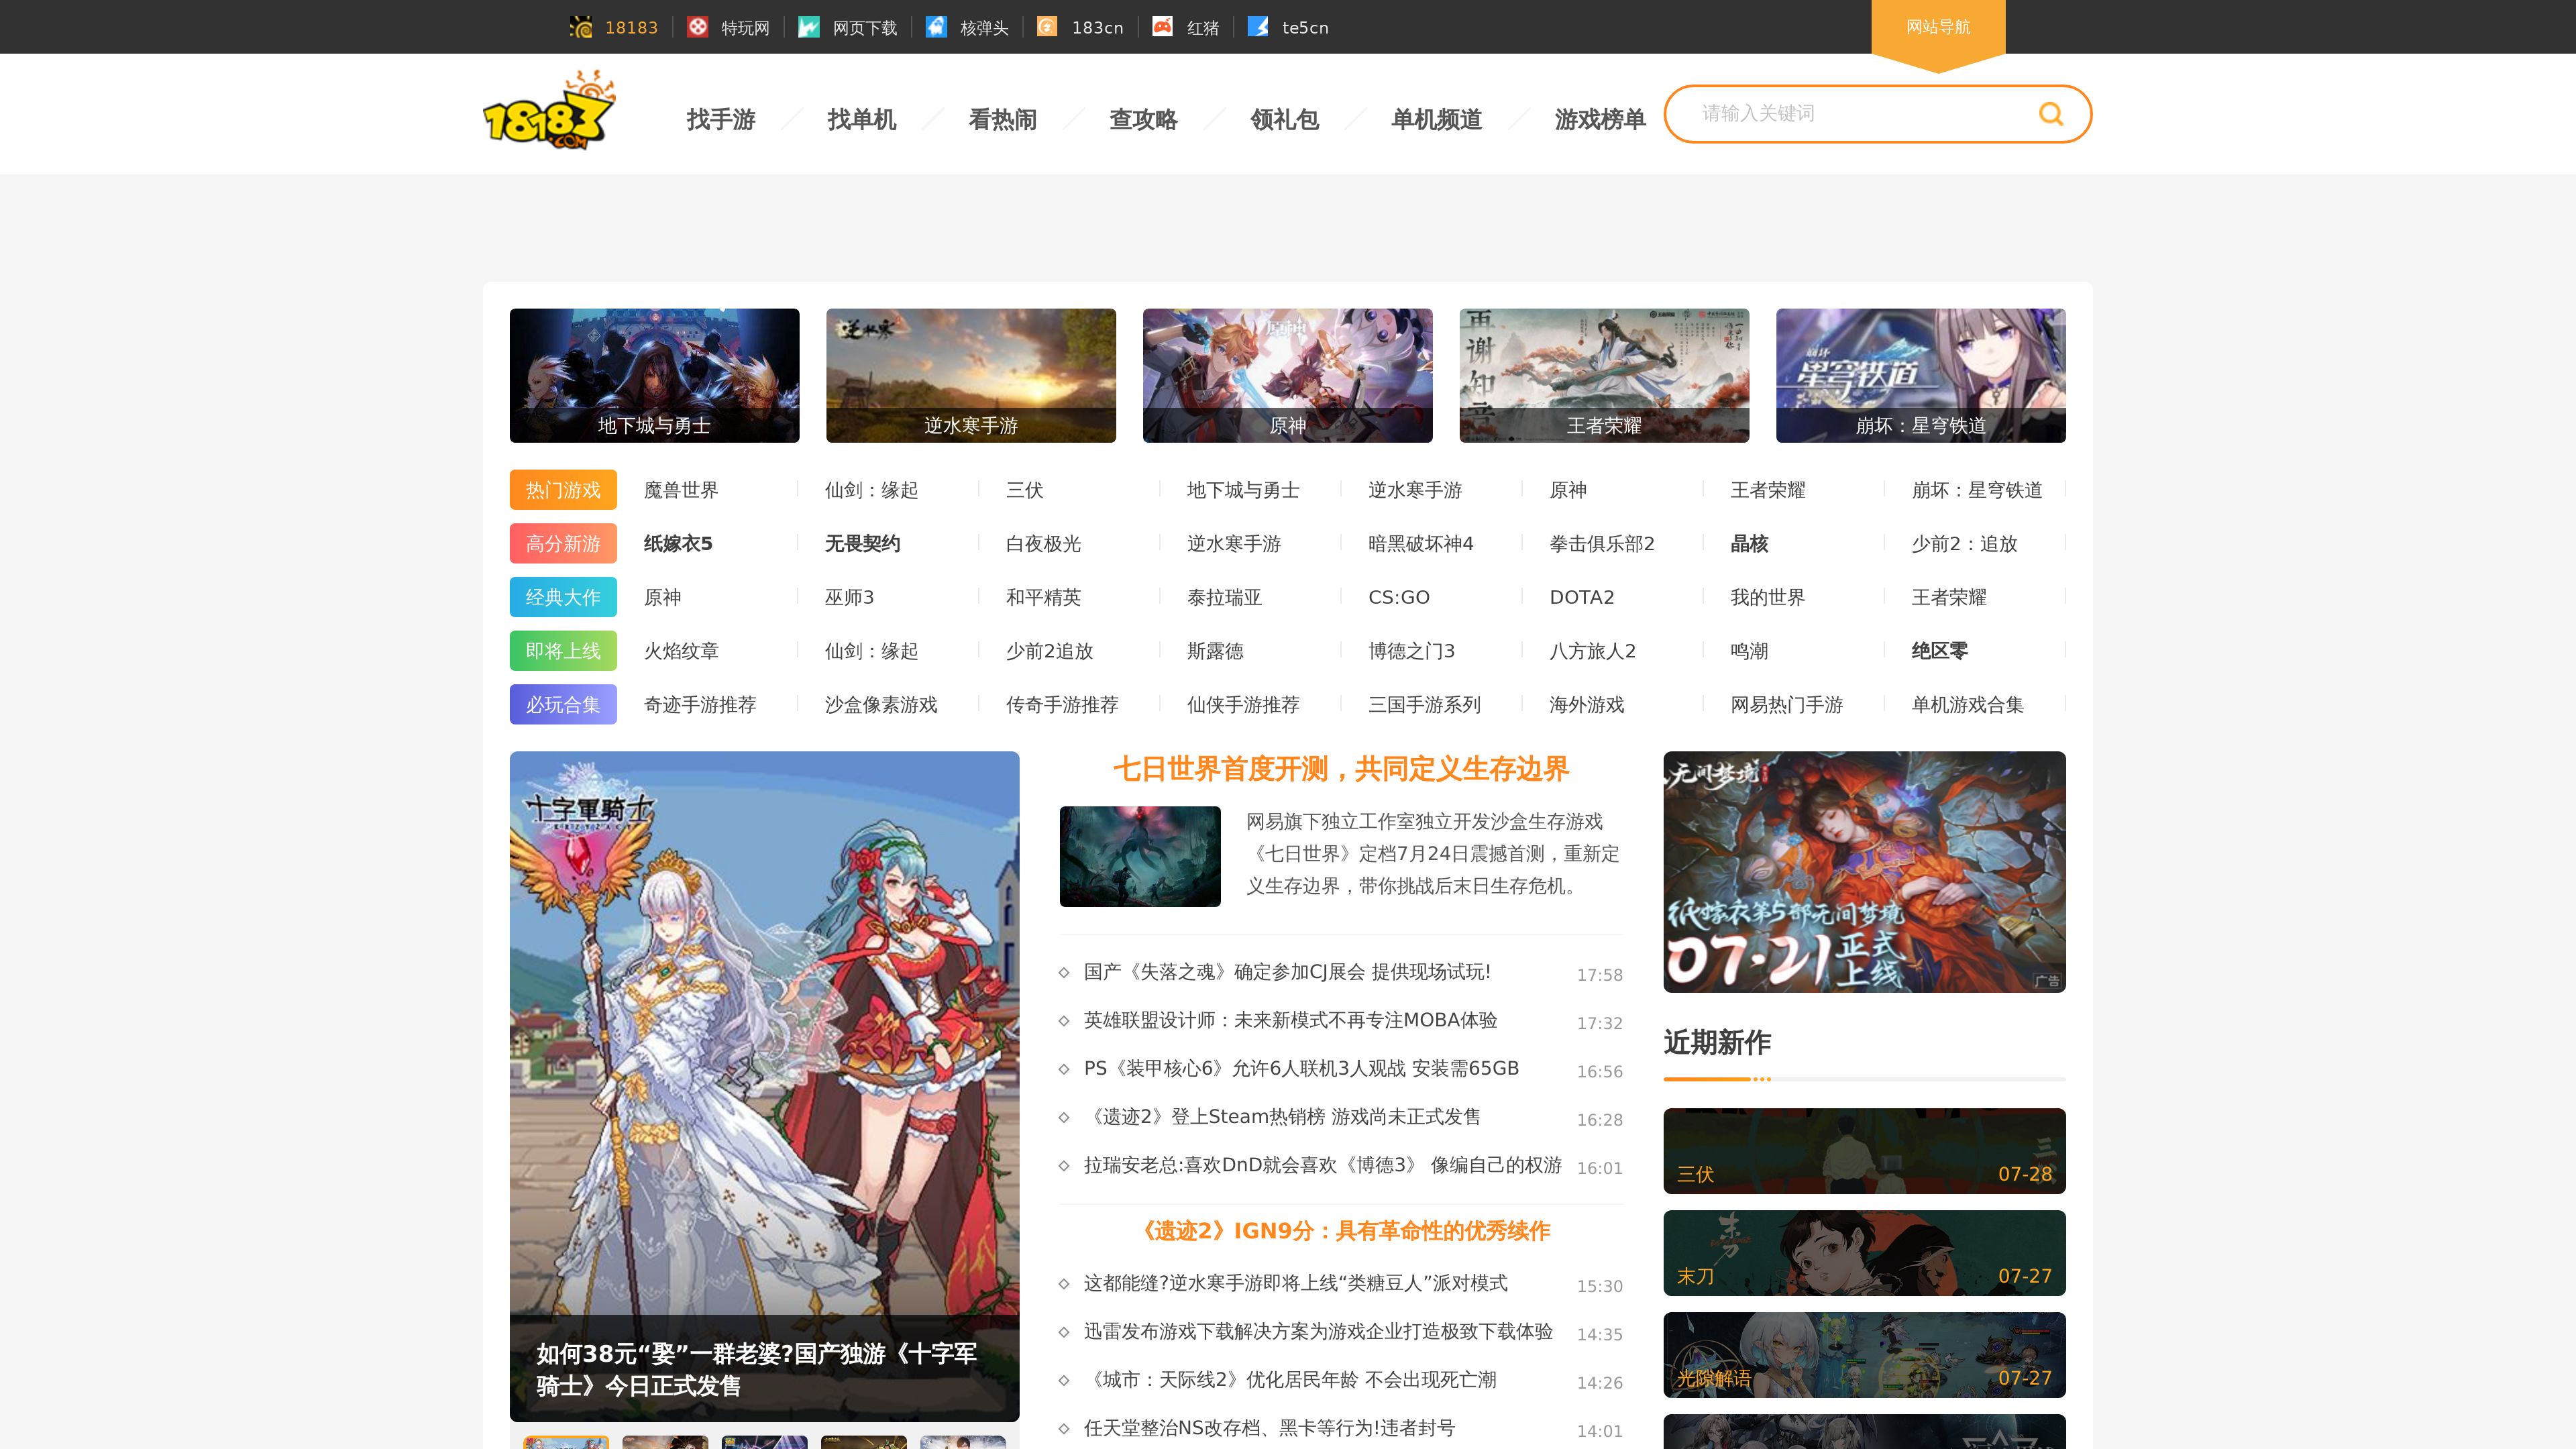 18183
特玩网
网页下载
核弹头
183cn
红猪
te5cn
网站导航
18183
.COM
找手游
找单机
看热闹
查攻略
领礼包
单机频道
游戏榜单
请输入关键词
地下城与勇士
逆水寒
逆水寒手游
原神
原神
再谢知音
王者荣耀
崩坏
星穹铁道
崩坏：星穹铁道
热门游戏
魔兽世界
仙剑：缘起
三伏
地下城与勇士
逆水寒手游
原神
王者荣耀
崩坏：星穹铁道
高分新游
纸嫁衣5
无畏契约
白夜极光
逆水寒手游
暗黑破坏神4
拳击俱乐部2
晶核
少前2：追放
经典大作
原神
巫师3
和平精英
泰拉瑞亚
CS:GO
DOTA2
我的世界
王者荣耀
即将上线
火焰纹章
仙剑：缘起
少前2追放
斯露德
博德之门3
八方旅人2
鸣潮
绝区零
必玩合集
奇迹手游推荐
沙盒像素游戏
传奇手游推荐
仙侠手游推荐
三国手游系列
海外游戏
网易热门手游
单机游戏合集
十字軍騎士
KRZYZACY
如何38元“娶”一群老婆?国产独游《十字军
骑士》今日正式发售
七日世界首度开测，共同定义生存边界
网易旗下独立工作室独立开发沙盒生存游戏
《七日世界》定档7月24日震撼首测，重新定
义生存边界，带你挑战后末日生存危机。
国产《失落之魂》确定参加CJ展会 提供现场试玩!
17:58
英雄联盟设计师：未来新模式不再专注MOBA体验
17:32
PS《装甲核心6》允许6人联机3人观战 安装需65GB
16:56
《遗迹2》登上Steam热销榜 游戏尚未正式发售
16:28
拉瑞安老总:喜欢DnD就会喜欢《博德3》 像编自己的权游
16:01
《遗迹2》IGN9分：具有革命性的优秀续作
这都能缝?逆水寒手游即将上线“类糖豆人”派对模式
15:30
迅雷发布游戏下载解决方案为游戏企业打造极致下载体验
14:35
《城市：天际线2》优化居民年龄 不会出现死亡潮
14:26
任天堂整治NS改存档、黑卡等行为!违者封号
14:01
无间梦境
纸嫁衣第5部无间梦境
07·21正式
上线
广告
近期新作
三伏
07-28
末刀
末刀
07-27
光隙解语
07-27